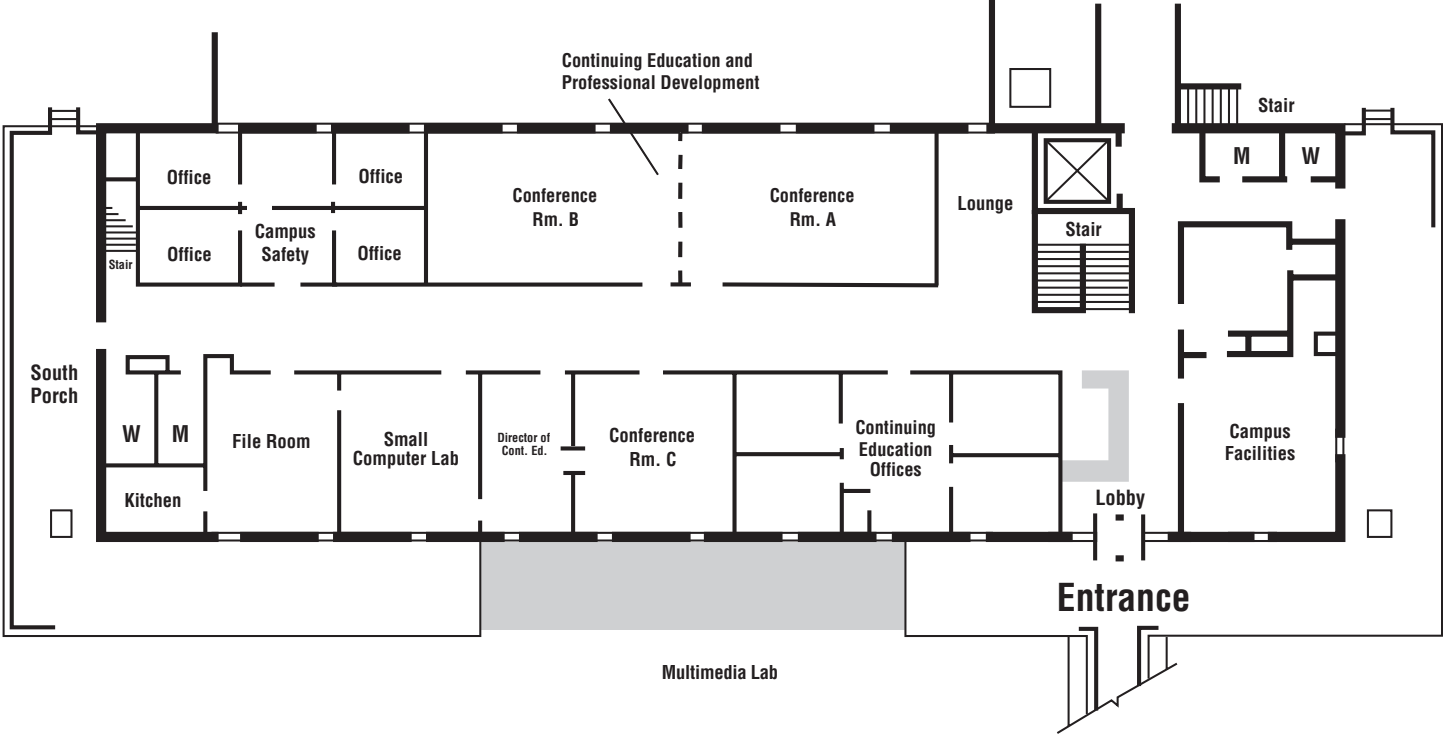 Continuing Education and
Professional Development
Stair
M
W
Office
Office
Conference
Rm. B
Conference
Rm. A
Lounge
Stair
Office
Campus
Safety
Office
Stair
South
Porch
W
M
File Room
Small
Computer Lab
Director of
Cont. Ed.
Conference
Rm. C
Continuing
Education
Offices
Campus
Facilities
Kitchen
Lobby
Entrance
Multimedia Lab